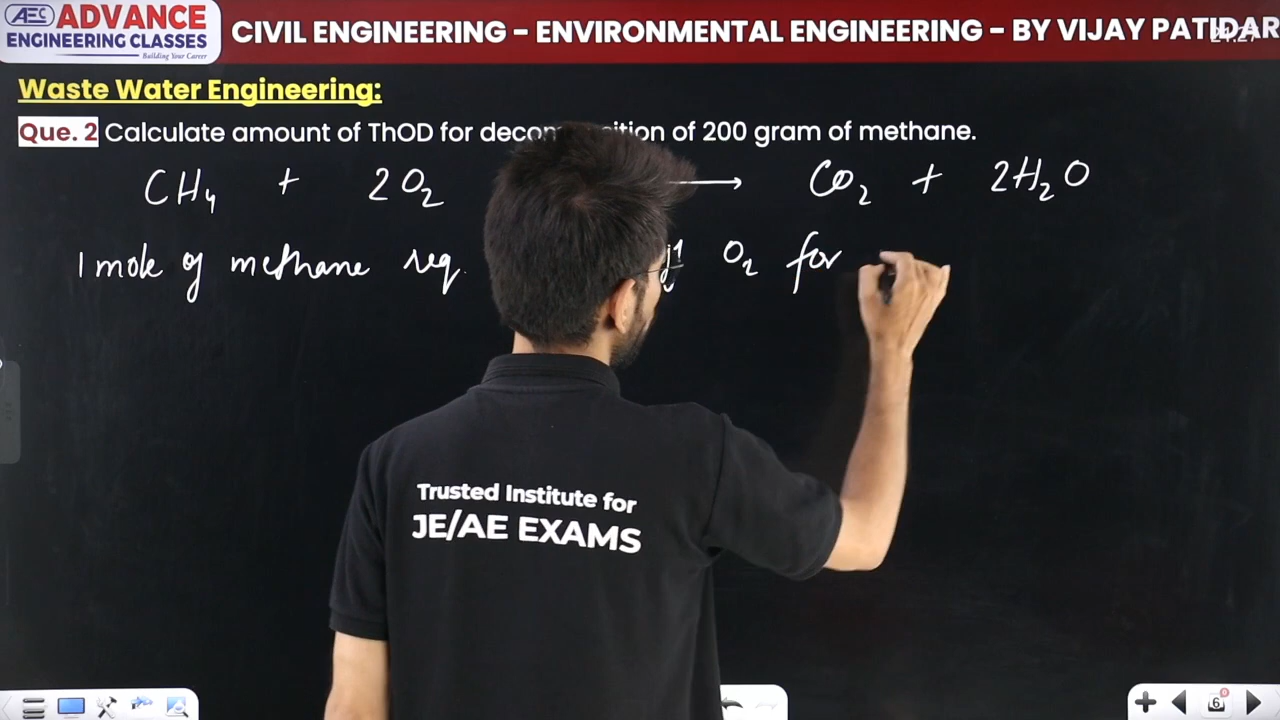 AEC ADVANCE
ENGINEERING CLASSES
Building Your Career
CIVIL ENGINEERING - ENVIRONMENTAL ENGINEERING - BY VIJAY PATIDAR
Waste Water Engineering:
Que. 2 Calculate amount of ThOD for of 200 gram of methane.
CH₄ + 2O₂ ⟶ CO₂ + 2H₂O
1 mole of methane req. O₂ for
Trusted Institute for
JE/AE EXAMS
6